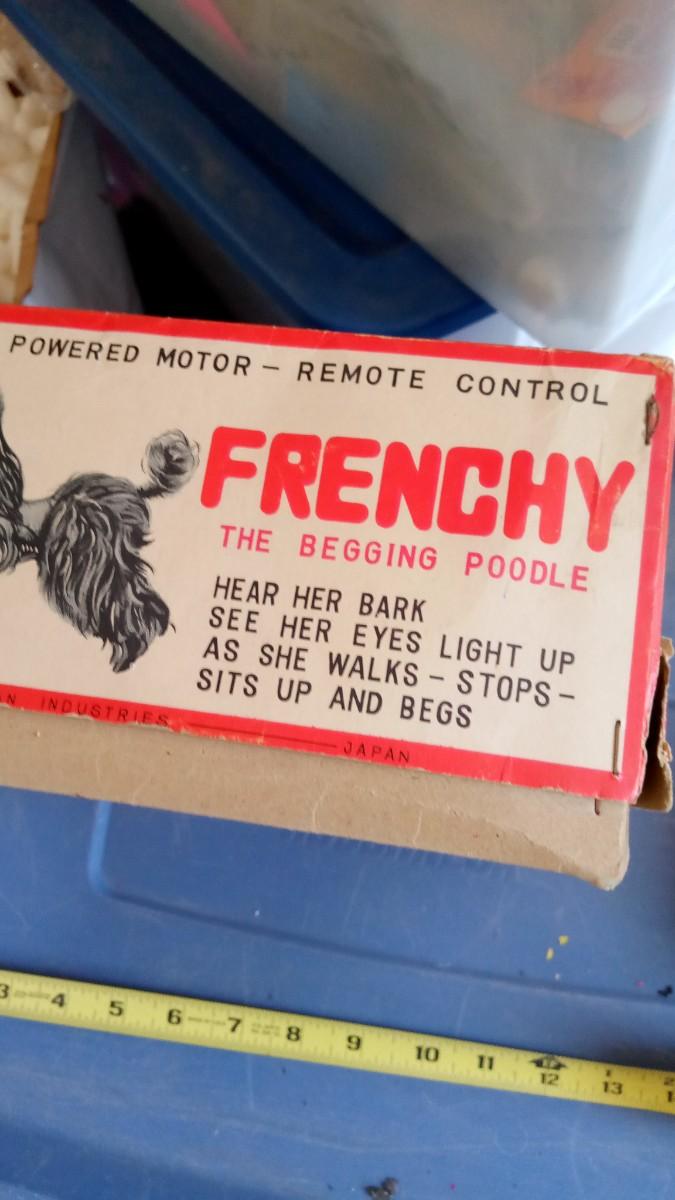 POWERED MOTOR – REMOTE CONTROL
FRENCHY
THE BEGGING POODLE
HEAR HER BARK
SEE HER EYES LIGHT UP
AS SHE WALKS – STOPS –
SITS UP AND BEGS
INDUSTRIES JAPAN
3 4 5 6 7 8 9 10 11 12 13